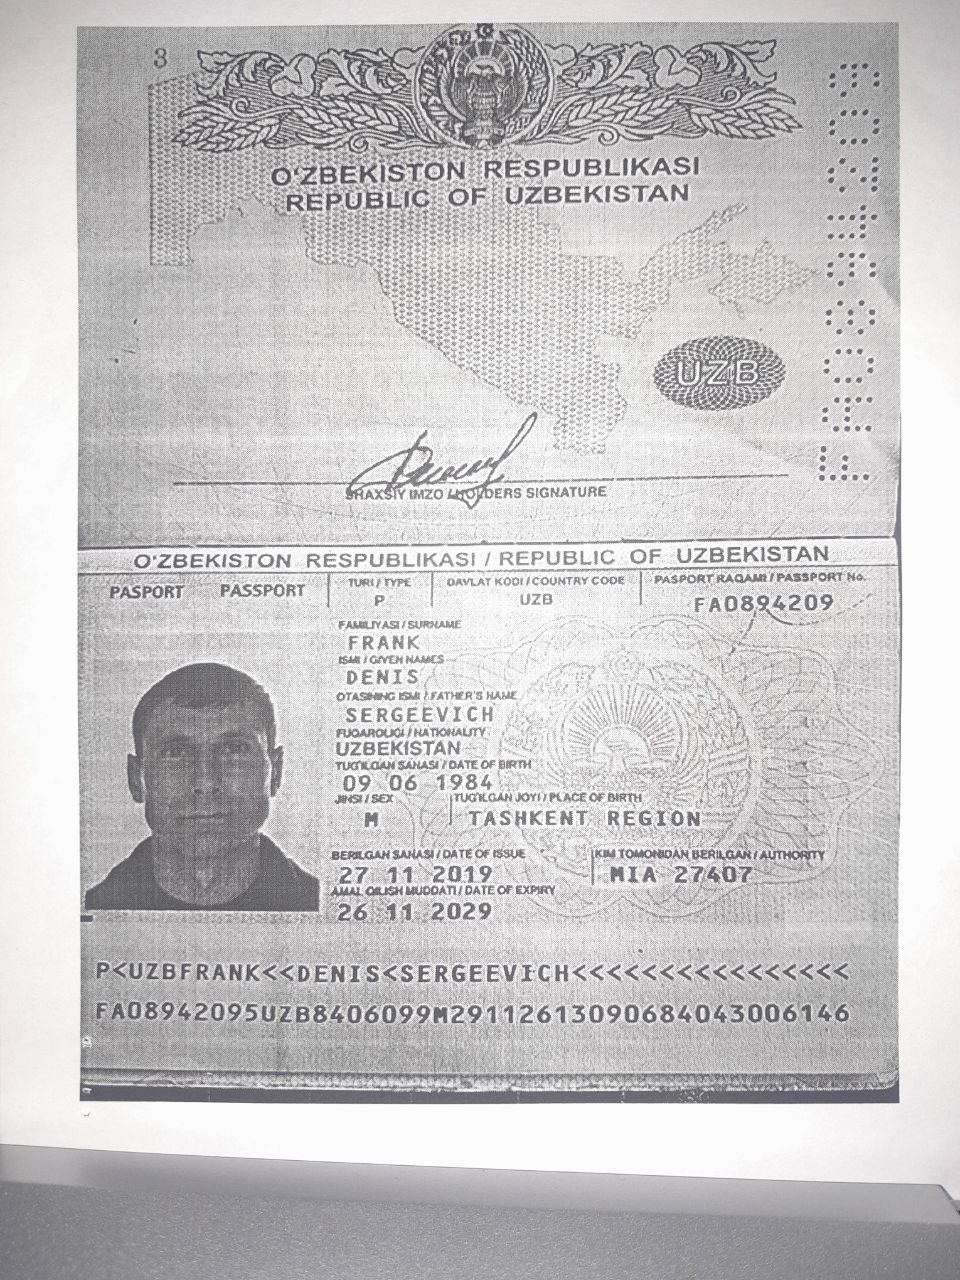 3
O'ZBEKISTON RESPUBLIKASI
REPUBLIC OF UZBEKISTAN
UZB
SHAXSIY IMZO / HOLDERS SIGNATURE
O'ZBEKISTON RESPUBLIKASI / REPUBLIC OF UZBEKISTAN
PASPORT PASSPORT
TURI / TYPE
P
DAVLAT KODI / COUNTRY CODE
UZB
PASPORT RAQAMI / PASSPORT No.
FA0894209
FAMILIYASI / SURNAME
FRANK
ISMI / GIVEN NAMES
DENIS
OTASINING ISMI / FATHER'S NAME
SERGEEVICH
FUQAROLIGI / NATIONALITY
UZBEKISTAN
TUG'ILGAN SANASI / DATE OF BIRTH
09 06 1984
JINSI / SEX
M
TUG'ILGAN JOYI / PLACE OF BIRTH
TASHKENT REGION
BERILGAN SANASI / DATE OF ISSUE
27 11 2019
KIM TOMONIDAN BERILGAN / AUTHORITY
MIA 27407
AMAL QILISH MUDDATI / DATE OF EXPIRY
26 11 2029
P<UZBFRANK<<DENIS<SERGEEVICH<<<<<<<<<<<<<<<<
FA08942095UZB8406099M29112613090684043006146